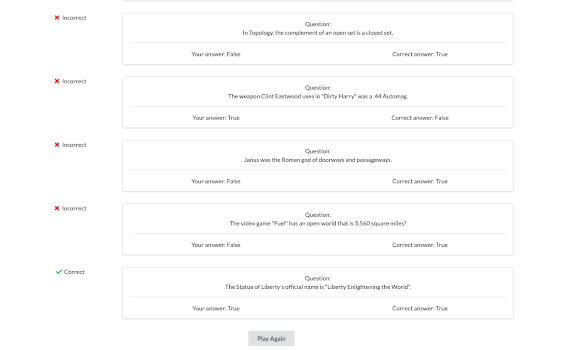 Incorrect
Question:
In Topology, the complement of an open set is a closed set.
Your answer: False
Correct answer: True
Incorrect
Question:
The weapon Clint Eastwood uses in "Dirty Harry" was a .44 Automag.
Your answer: True
Correct answer: False
Incorrect
Question:
Janus was the Roman god of doorways and passageways.
Your answer: False
Correct answer: True
Incorrect
Question:
The video game "Fuel" has an open world that is 5,560 square miles?
Your answer: False
Correct answer: True
Correct
Question:
The Statue of Liberty's official name is "Liberty Enlightening the World".
Your answer: True
Correct answer: True
Play Again